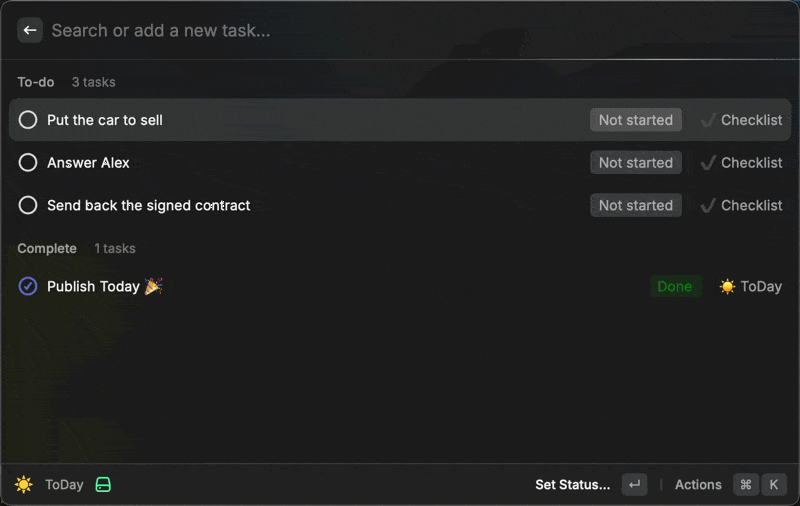 Search or add a new task...
To-do 3 tasks
Put the car to sell Not started Checklist
Answer Alex Not started Checklist
Send back the signed contract Not started Checklist
Complete 1 tasks
Publish Today 🎉 Done ☀️ ToDay
☀️ ToDay Set Status... ↵ | Actions ⌘ K